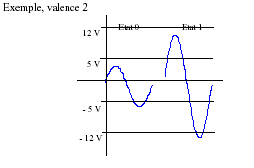 Exemple, valence 2
Etat 0 Etat 1
12 V
5 V
- 5 V
- 12 V